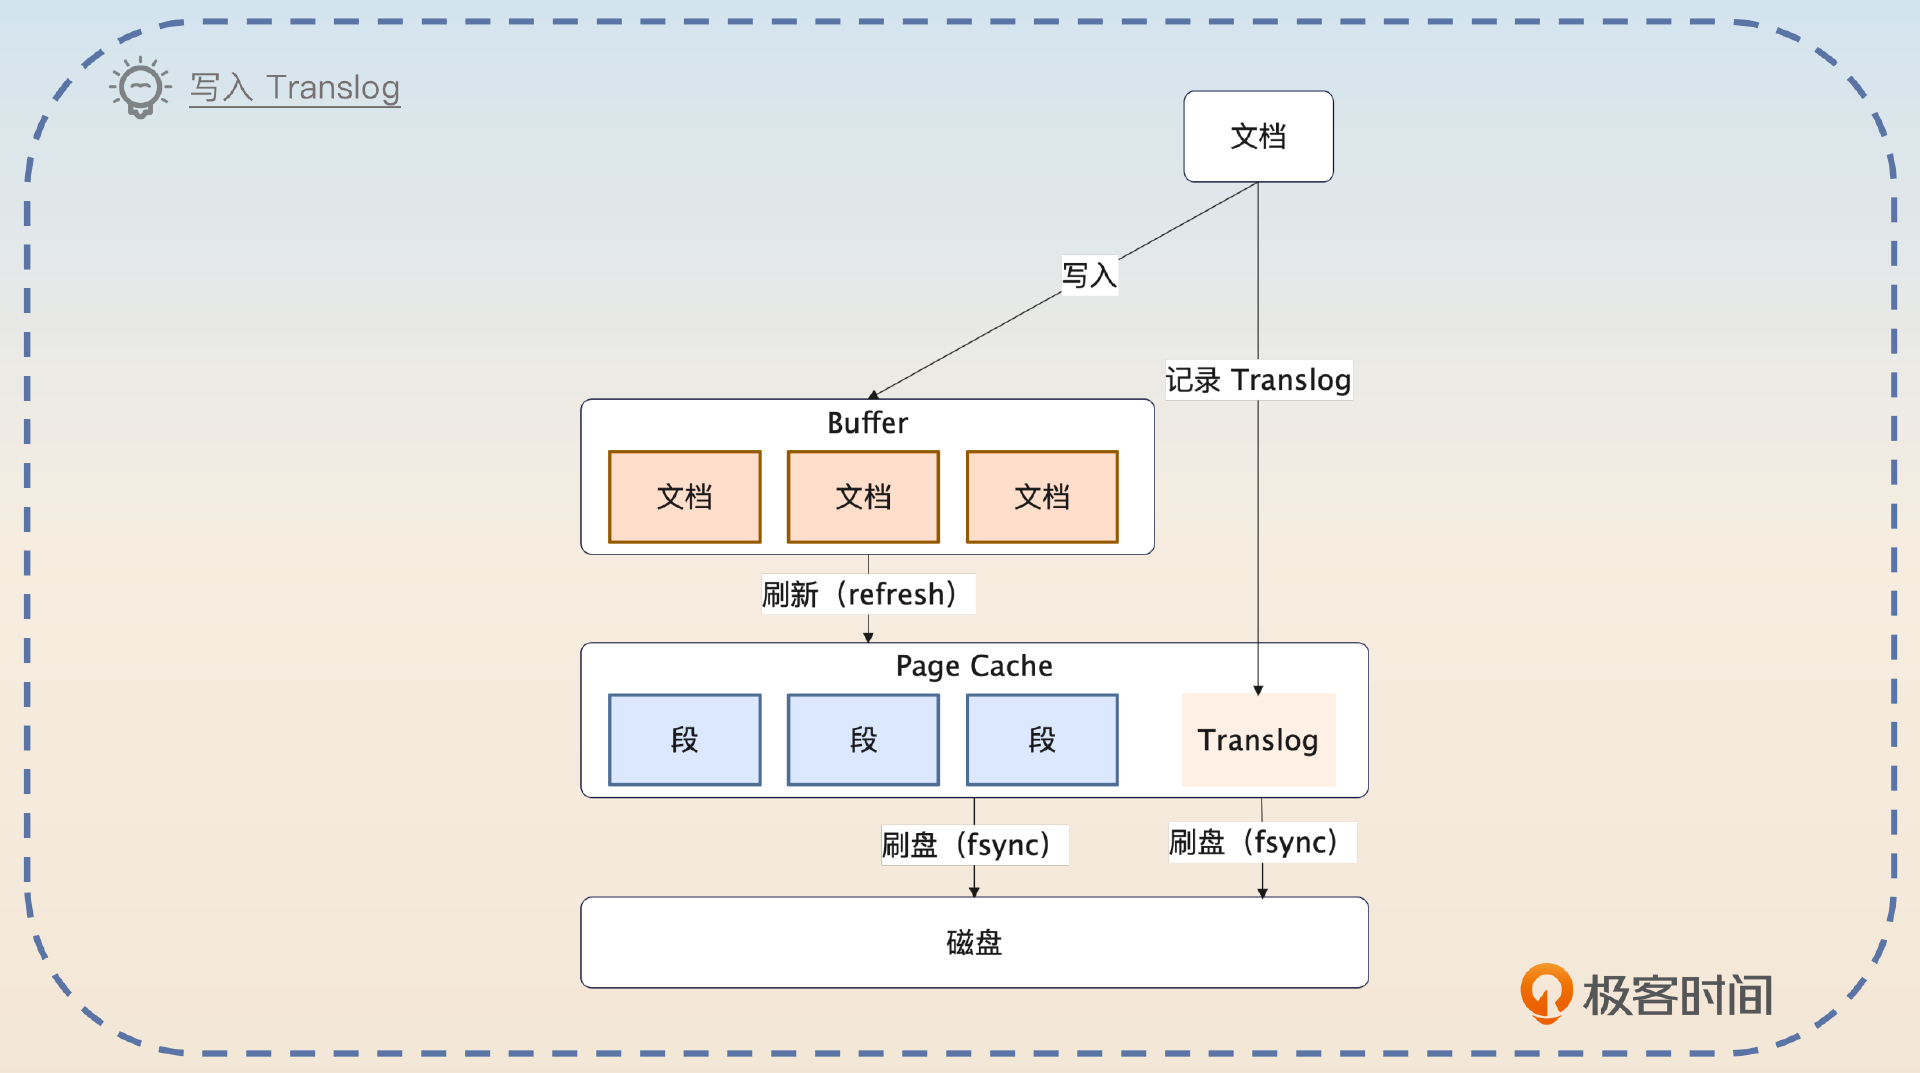 写入 Translog
文档
写入
记录 Translog
Buffer
文档
文档
文档
刷新（refresh）
Page Cache
段
段
段
Translog
刷盘（fsync）
刷盘（fsync）
磁盘
极客时间